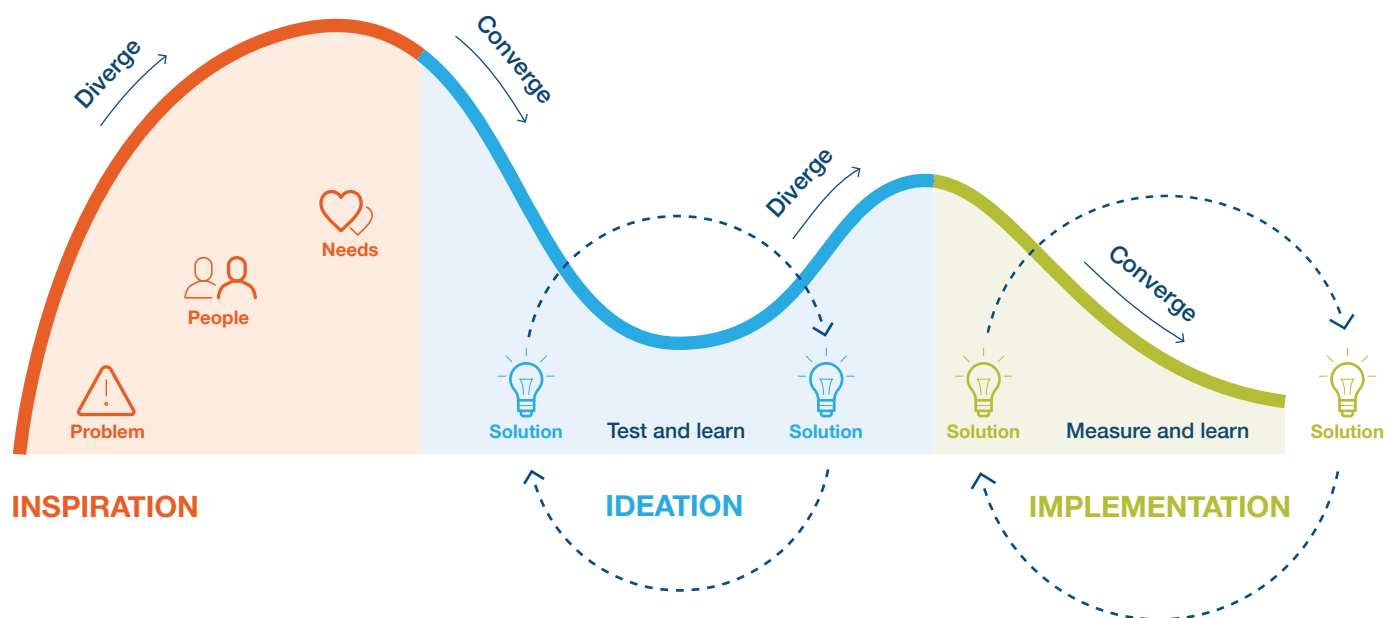 Diverge
Converge
Diverge
Converge
Needs
People
Problem
Solution
Test and learn
Solution
Solution
Measure and learn
Solution
INSPIRATION
IDEATION
IMPLEMENTATION